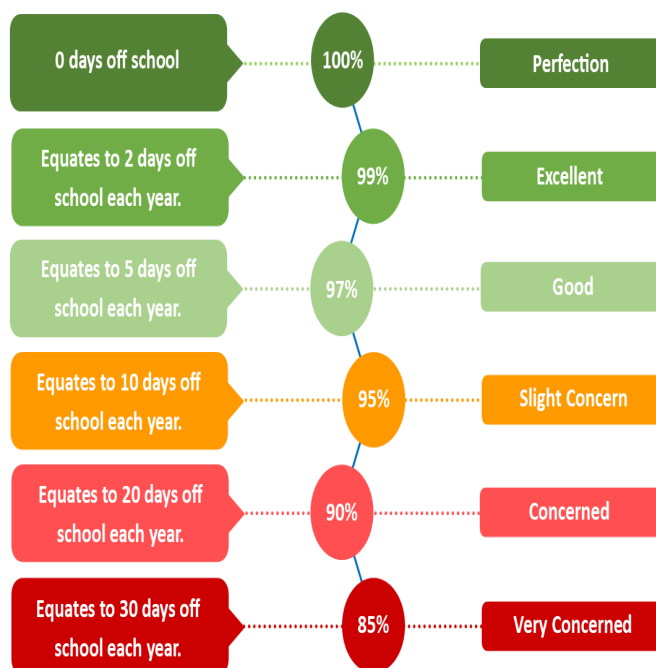 0 days off school
100%
Perfection
Equates to 2 days off
school each year.
99%
Excellent
Equates to 5 days off
school each year.
97%
Good
Equates to 10 days off
school each year.
95%
Slight Concern
Equates to 20 days off
school each year.
90%
Concerned
Equates to 30 days off
school each year.
85%
Very Concerned